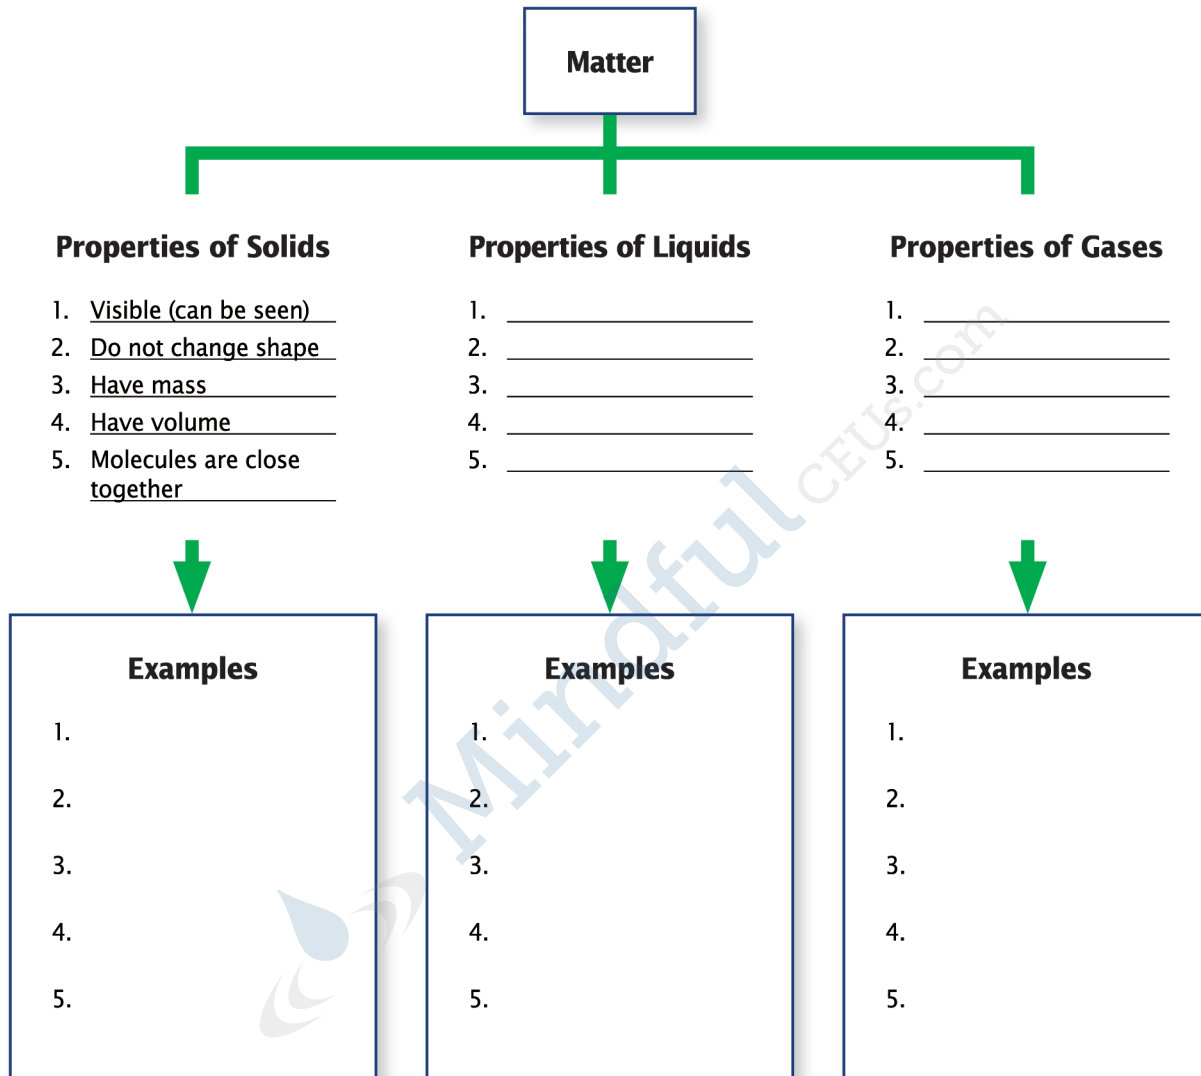 Matter
Properties of Solids
1. Visible (can be seen)
2. Do not change shape
3. Have mass
4. Have volume
5. Molecules are close
together
Properties of Liquids
1.
2.
3.
4.
5.
Properties of Gases
1.
2.
3.
4.
5.
Examples
1.
2.
3.
4.
5.
Examples
1.
2.
3.
4.
5.
Examples
1.
2.
3.
4.
5.
Mindful CEUs.com